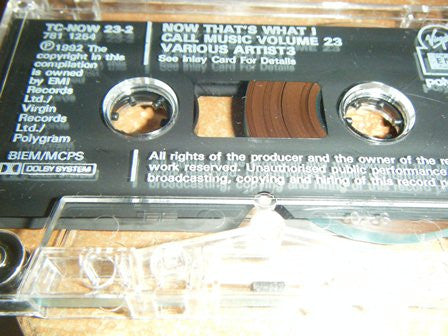 TC-NOW 23-2
781 1264
℗1992 The
copyright in this
compilation
is owned
by EMI
Records
Ltd./
Virgin
Records
Ltd./
Polygram
BIEM/MCPS
DOLBY SYSTEM
NOW THAT'S WHAT I
CALL MUSIC VOLUME 23
VARIOUS ARTIST3
See Inlay Card For Details
All rights of the producer and the owner of the re
work reserved. Unauthorised public performance
broadcasting, copying and hiring of this record
Virgin